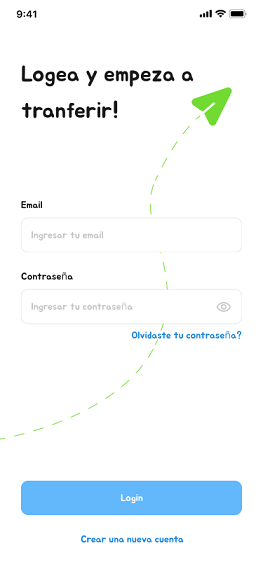 9:41
Logea y empeza a
tranferir!
Email
Ingresar tu email
Contraseña
Ingresar tu contraseña
Olvidaste tu contraseña?
Login
Crear una nueva cuenta